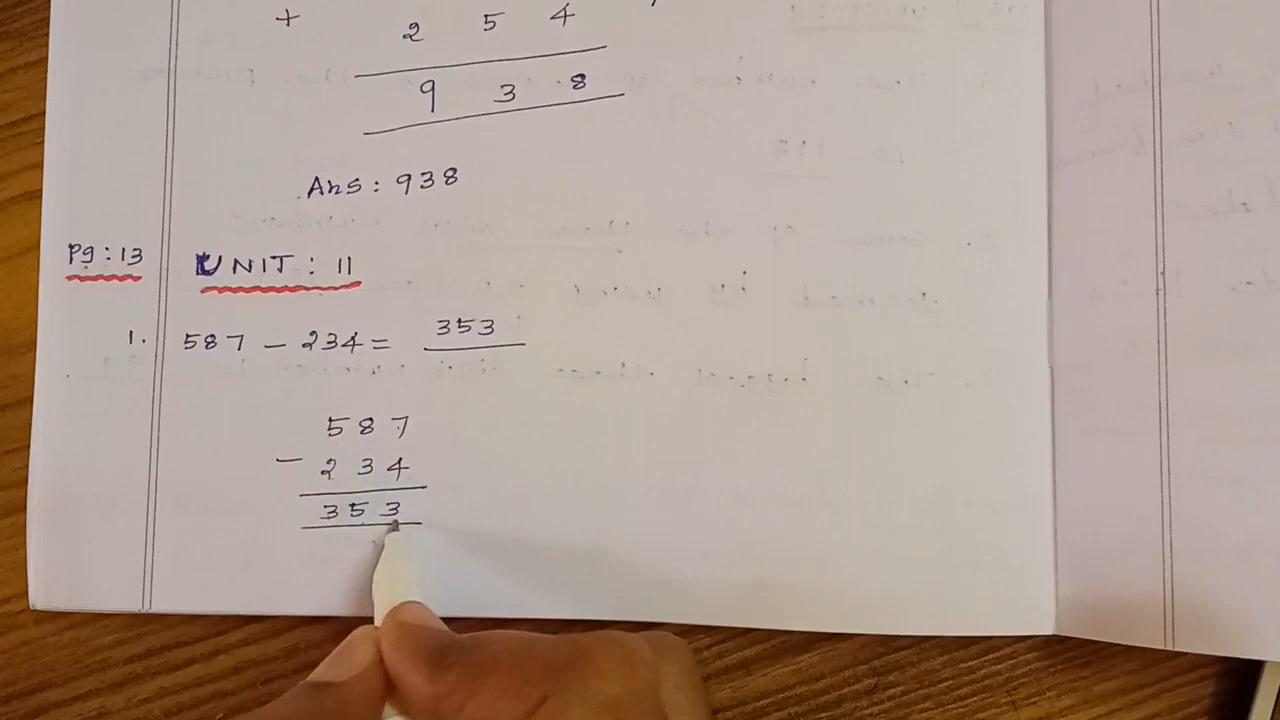 + 2 5 4
9 3 8
Ans : 938
Pg : 13
UNIT : 11
1. 587 – 234 = 353
5 8 7
– 2 3 4
3 5 3